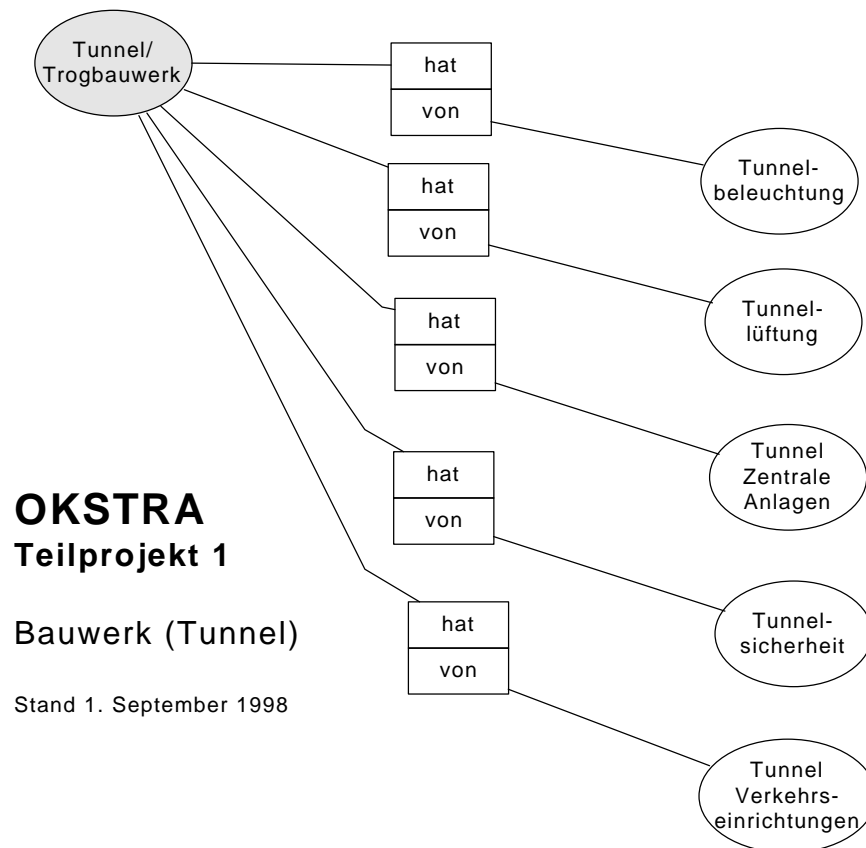 Tunnel/
Trogbauwerk
hat
von
Tunnel-
beleuchtung
hat
von
Tunnel-
lüftung
hat
von
Tunnel
Zentrale
Anlagen
hat
von
Tunnel-
sicherheit
hat
von
Tunnel
Verkehrs-
einrichtungen
OKSTRA
Teilprojekt 1
Bauwerk (Tunnel)
Stand 1. September 1998